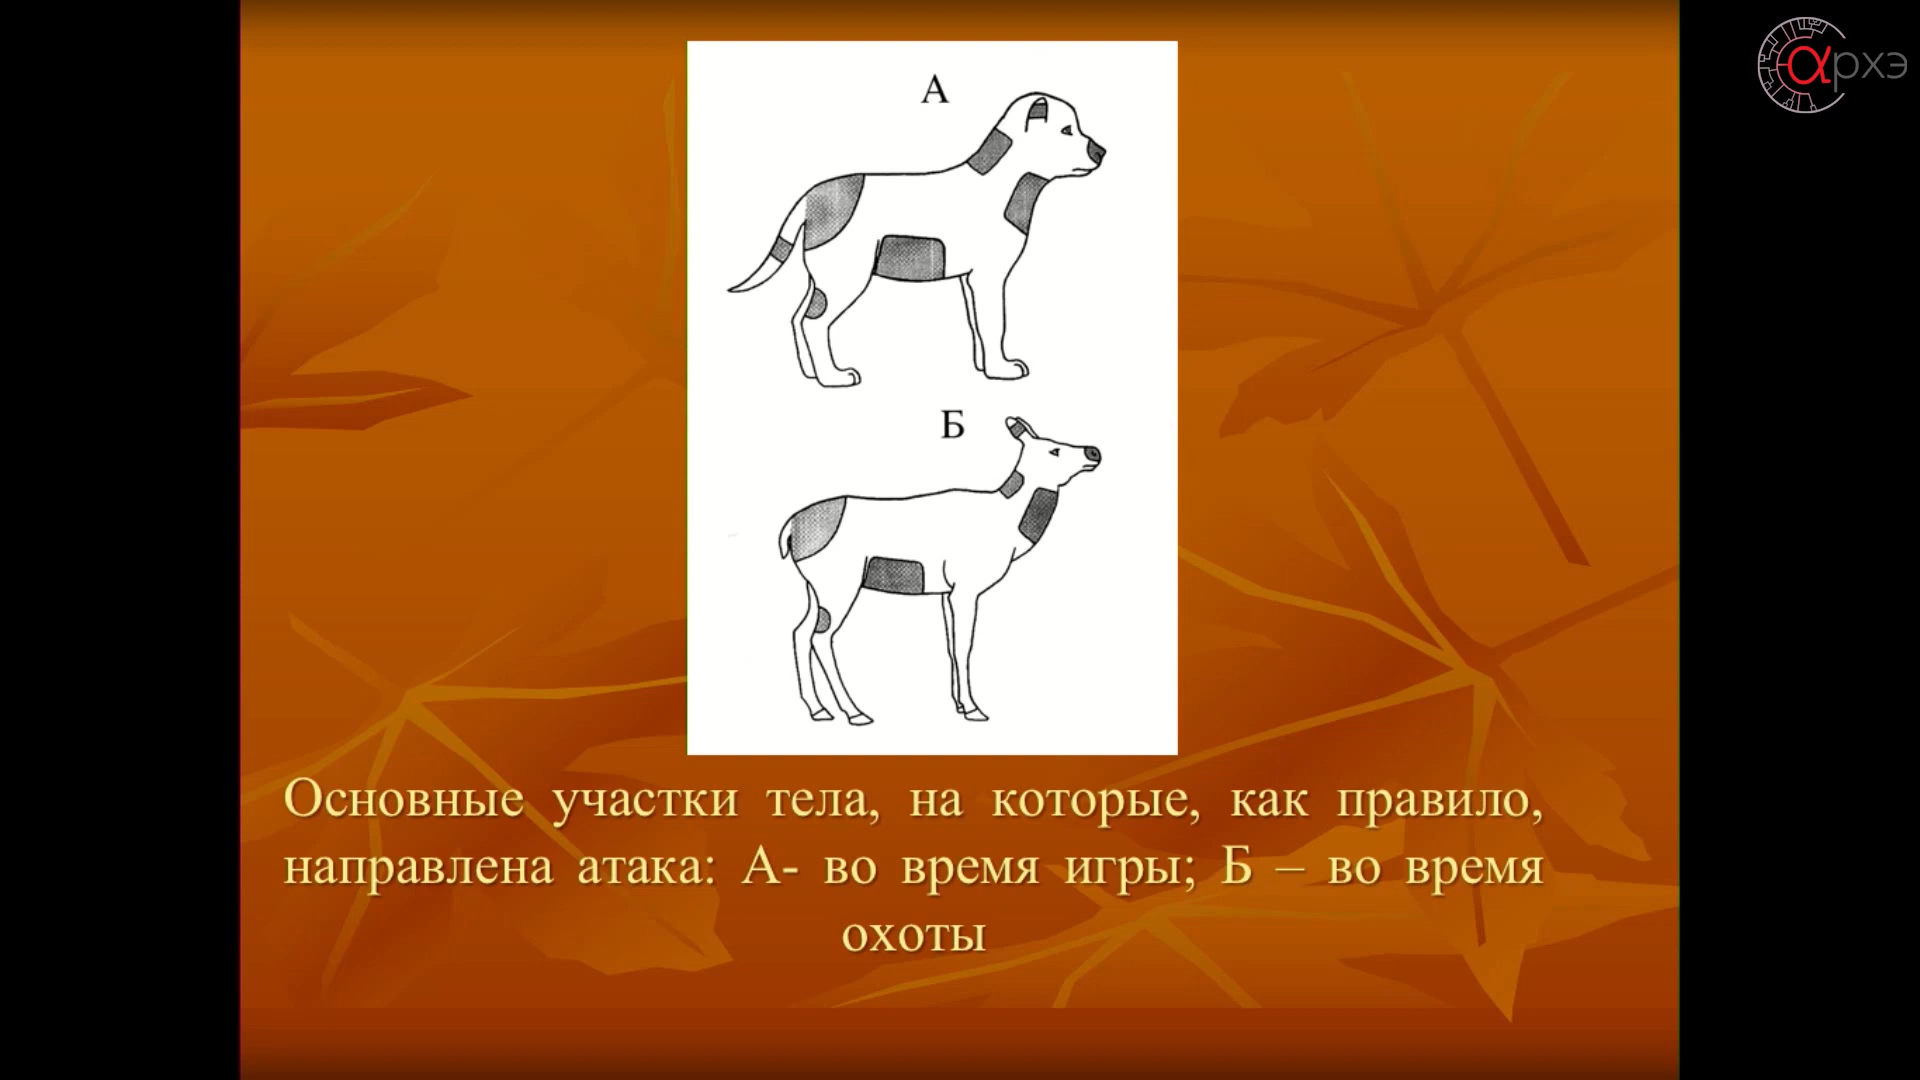 αрхэ
А
Б
Основные участки тела, на которые, как правило,
направлена атака: А- во время игры; Б – во время
охоты